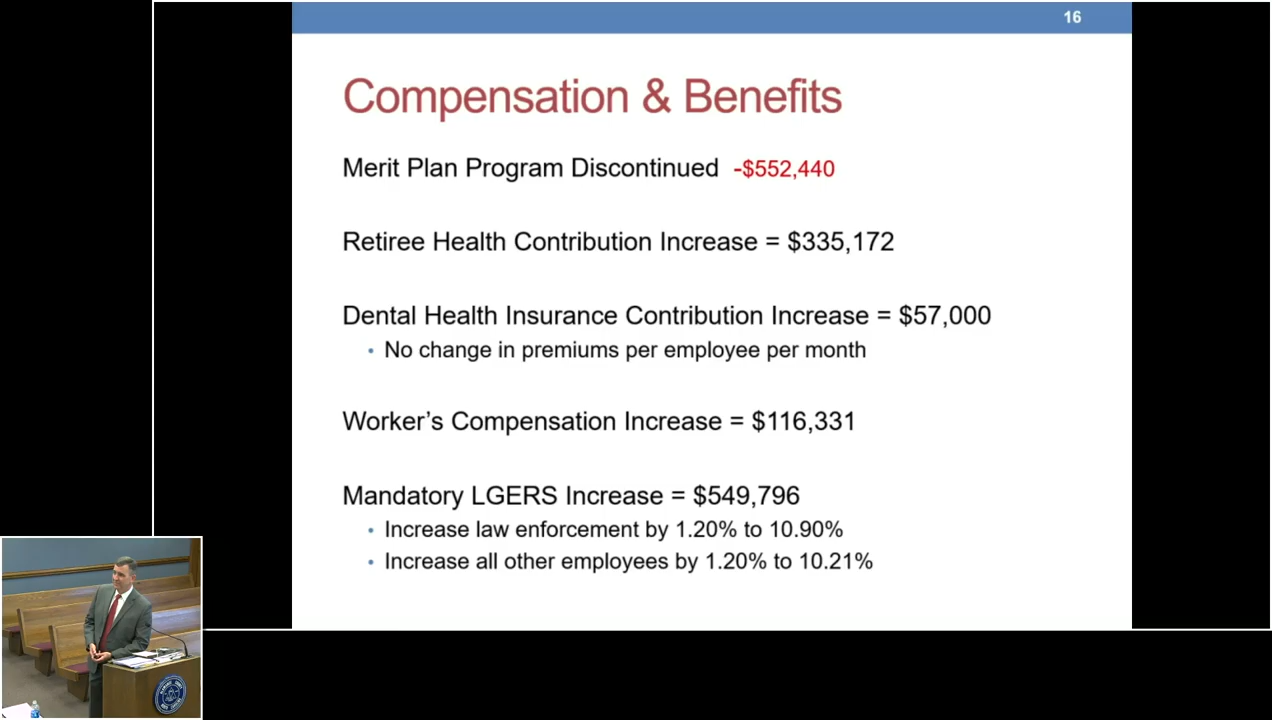 16
Compensation & Benefits
Merit Plan Program Discontinued -$552,440
Retiree Health Contribution Increase = $335,172
Dental Health Insurance Contribution Increase = $57,000
• No change in premiums per employee per month
Worker’s Compensation Increase = $116,331
Mandatory LGERS Increase = $549,796
• Increase law enforcement by 1.20% to 10.90%
• Increase all other employees by 1.20% to 10.21%